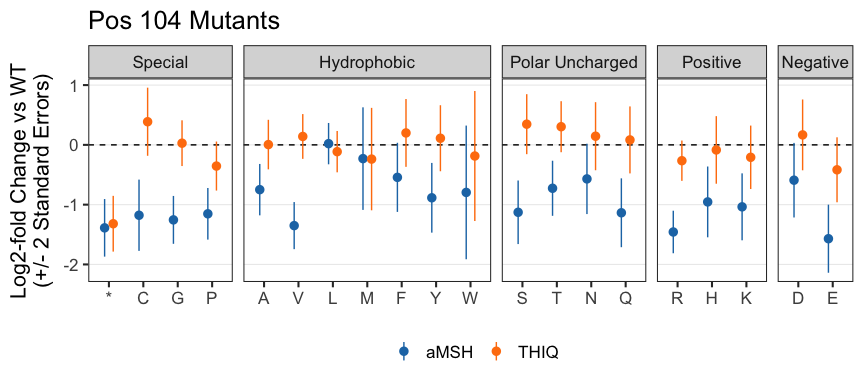 Pos 104 Mutants
Special Hydrophobic Polar Uncharged Positive Negative
Log2-fold Change vs WT
(+/- 2 Standard Errors)
1
0
-1
-2
* C G P A V L M F Y W S T N Q R H K D E
aMSH THIQ